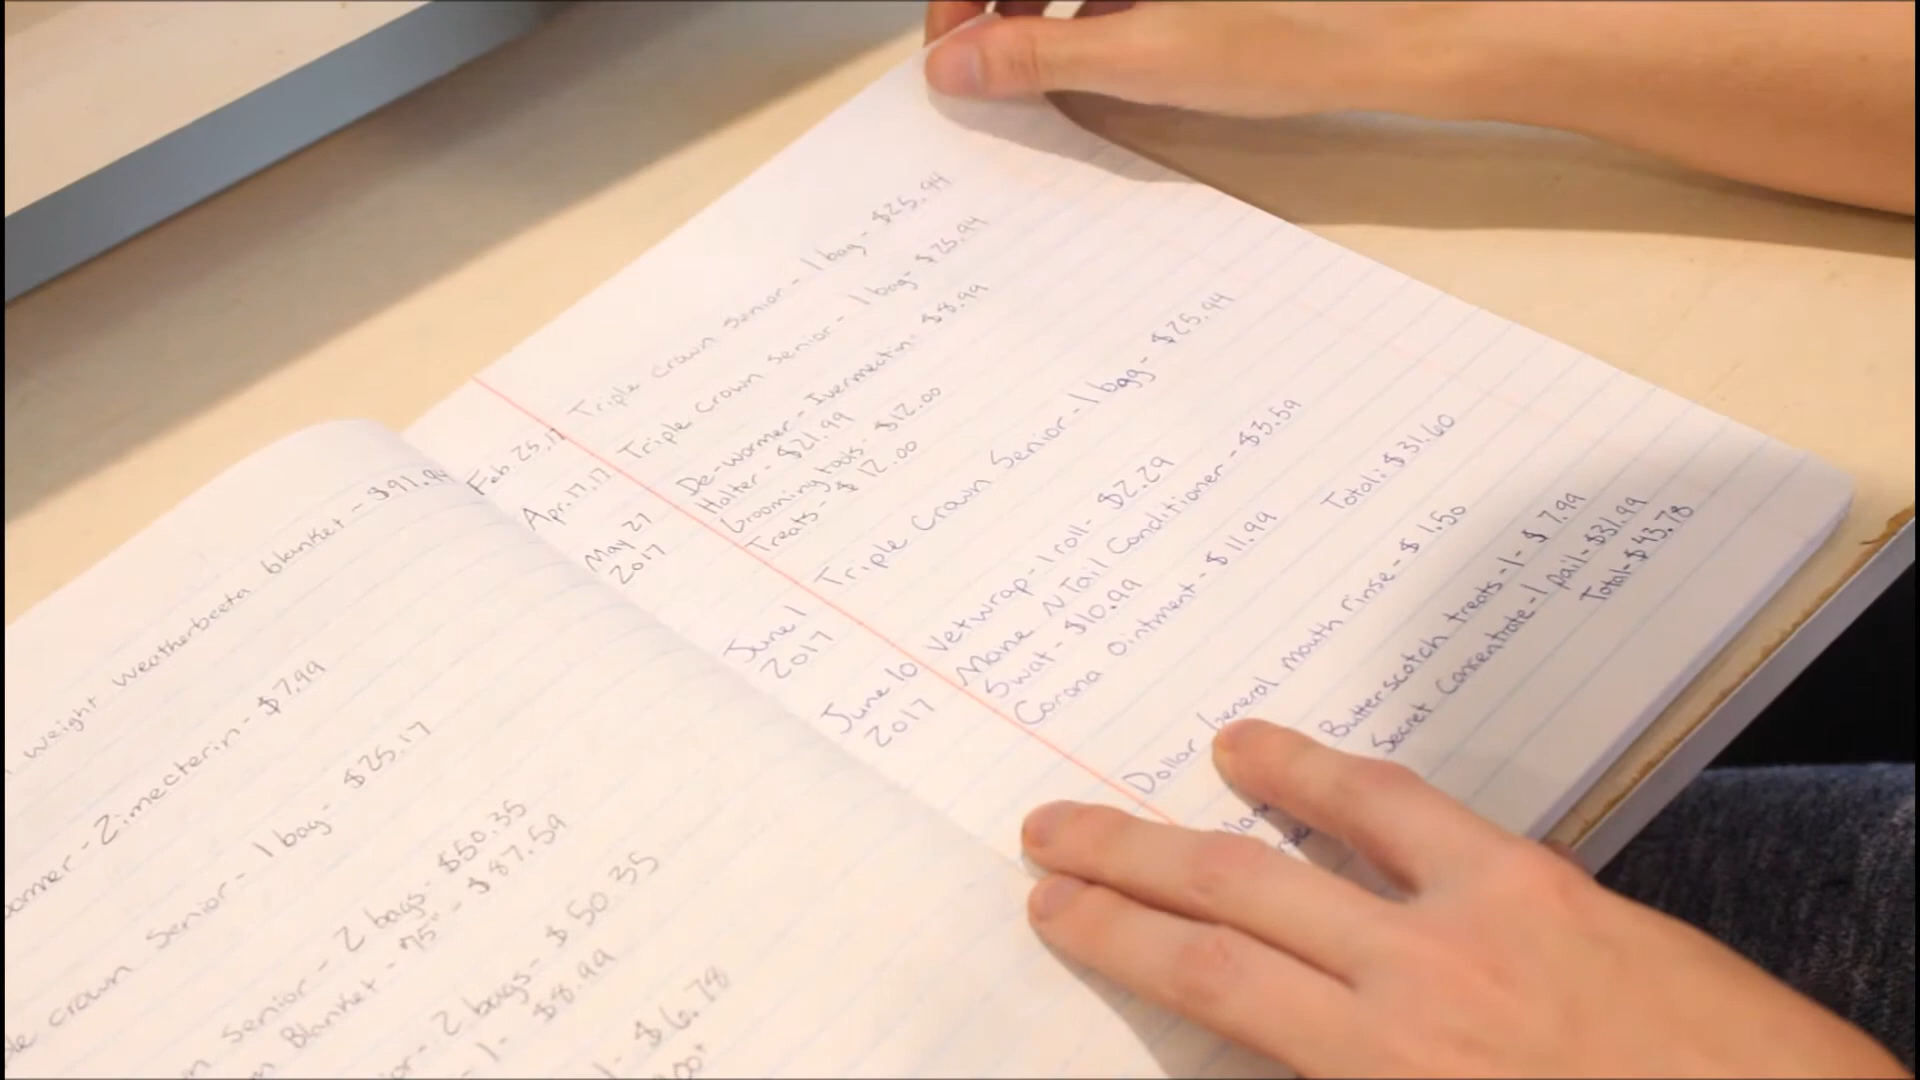 weight weatherbeeta blanket - $91.94
Zimecterin - $7.99
crown Senior - 1 bag - $25.17
Senior - 2 bags - $50.35
Blanket - 75" - $87.59
2 bags - $50.35
1 - $8.99
1 - $6.78
Feb. 25, 17 Triple crown Senior - 1 bag - $25.94
Apr. 17, 17 Triple Crown Senior - 1 bag - $25.94
May 27 De-wormer - Ivermectin - $8.99
2017 Halter - $21.99
Grooming tools - $12.00
Treats - $12.00
June 1 Triple Crown Senior - 1 bag - $25.94
2017
June 10 Vetwrap - 1 roll - $2.29
2017 Mane N Tail Conditioner - $3.59
Swat - $10.99
Corona Ointment - $11.99
Total: $31.60
Dollar General mouth rinse - $1.50
Butterscotch treats - 1 - $7.99
Secret Concentrate - 1 pail - $31.99
Total - $43.78